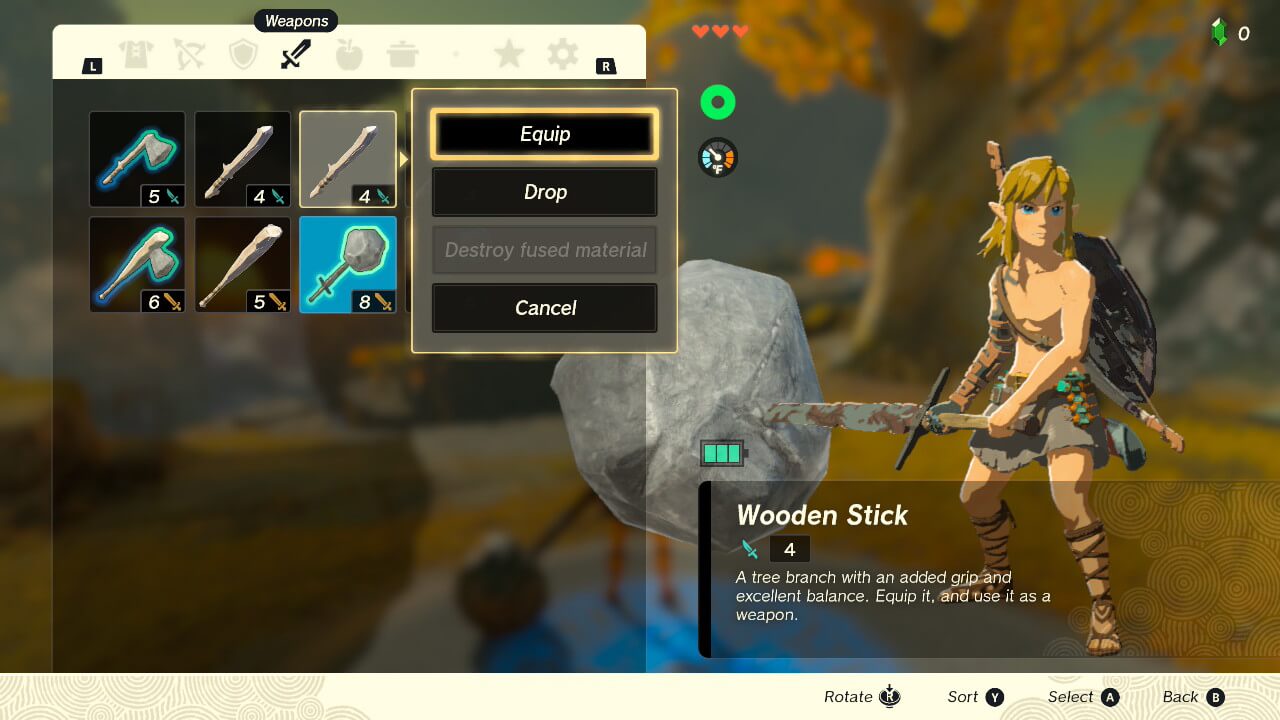 Weapons
L
R
0
Equip
Drop
Destroy fused material
Cancel
°F
5
4
4
6
5
8
Wooden Stick
4
A tree branch with an added grip and
excellent balance. Equip it, and use it as a
weapon.
Rotate R
Sort Y
Select A
Back B